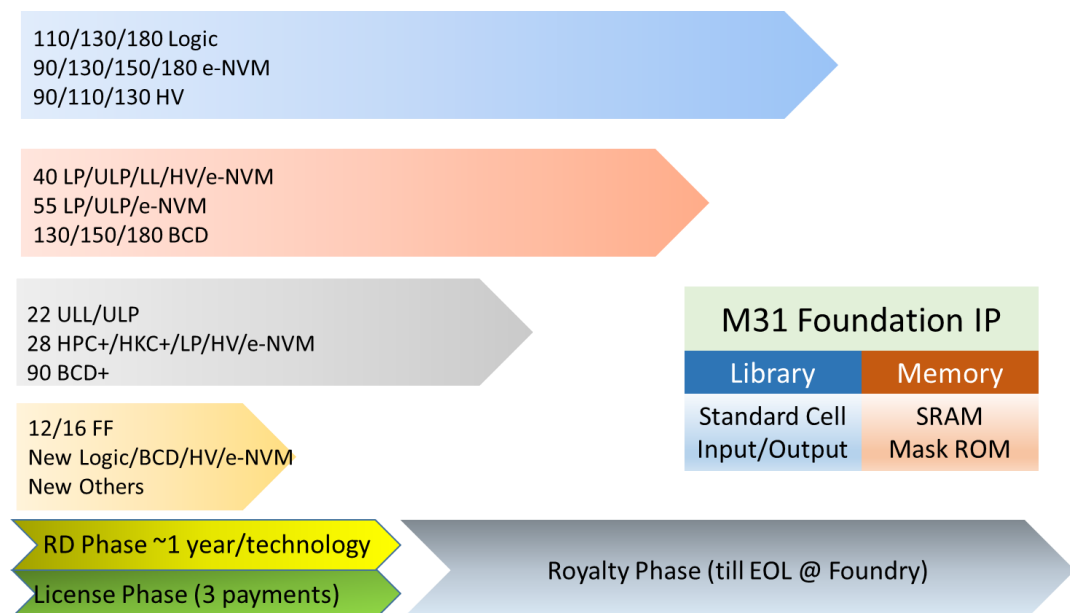 110/130/180 Logic
90/130/150/180 e-NVM
90/110/130 HV
40 LP/ULP/LL/HV/e-NVM
55 LP/ULP/e-NVM
130/150/180 BCD
22 ULL/ULP
28 HPC+/HKC+/LP/HV/e-NVM
90 BCD+
M31 Foundation IP
Library
Memory
Standard Cell
Input/Output
SRAM
Mask ROM
12/16 FF
New Logic/BCD/HV/e-NVM
New Others
RD Phase ~1 year/technology
License Phase (3 payments)
Royalty Phase (till EOL @ Foundry)